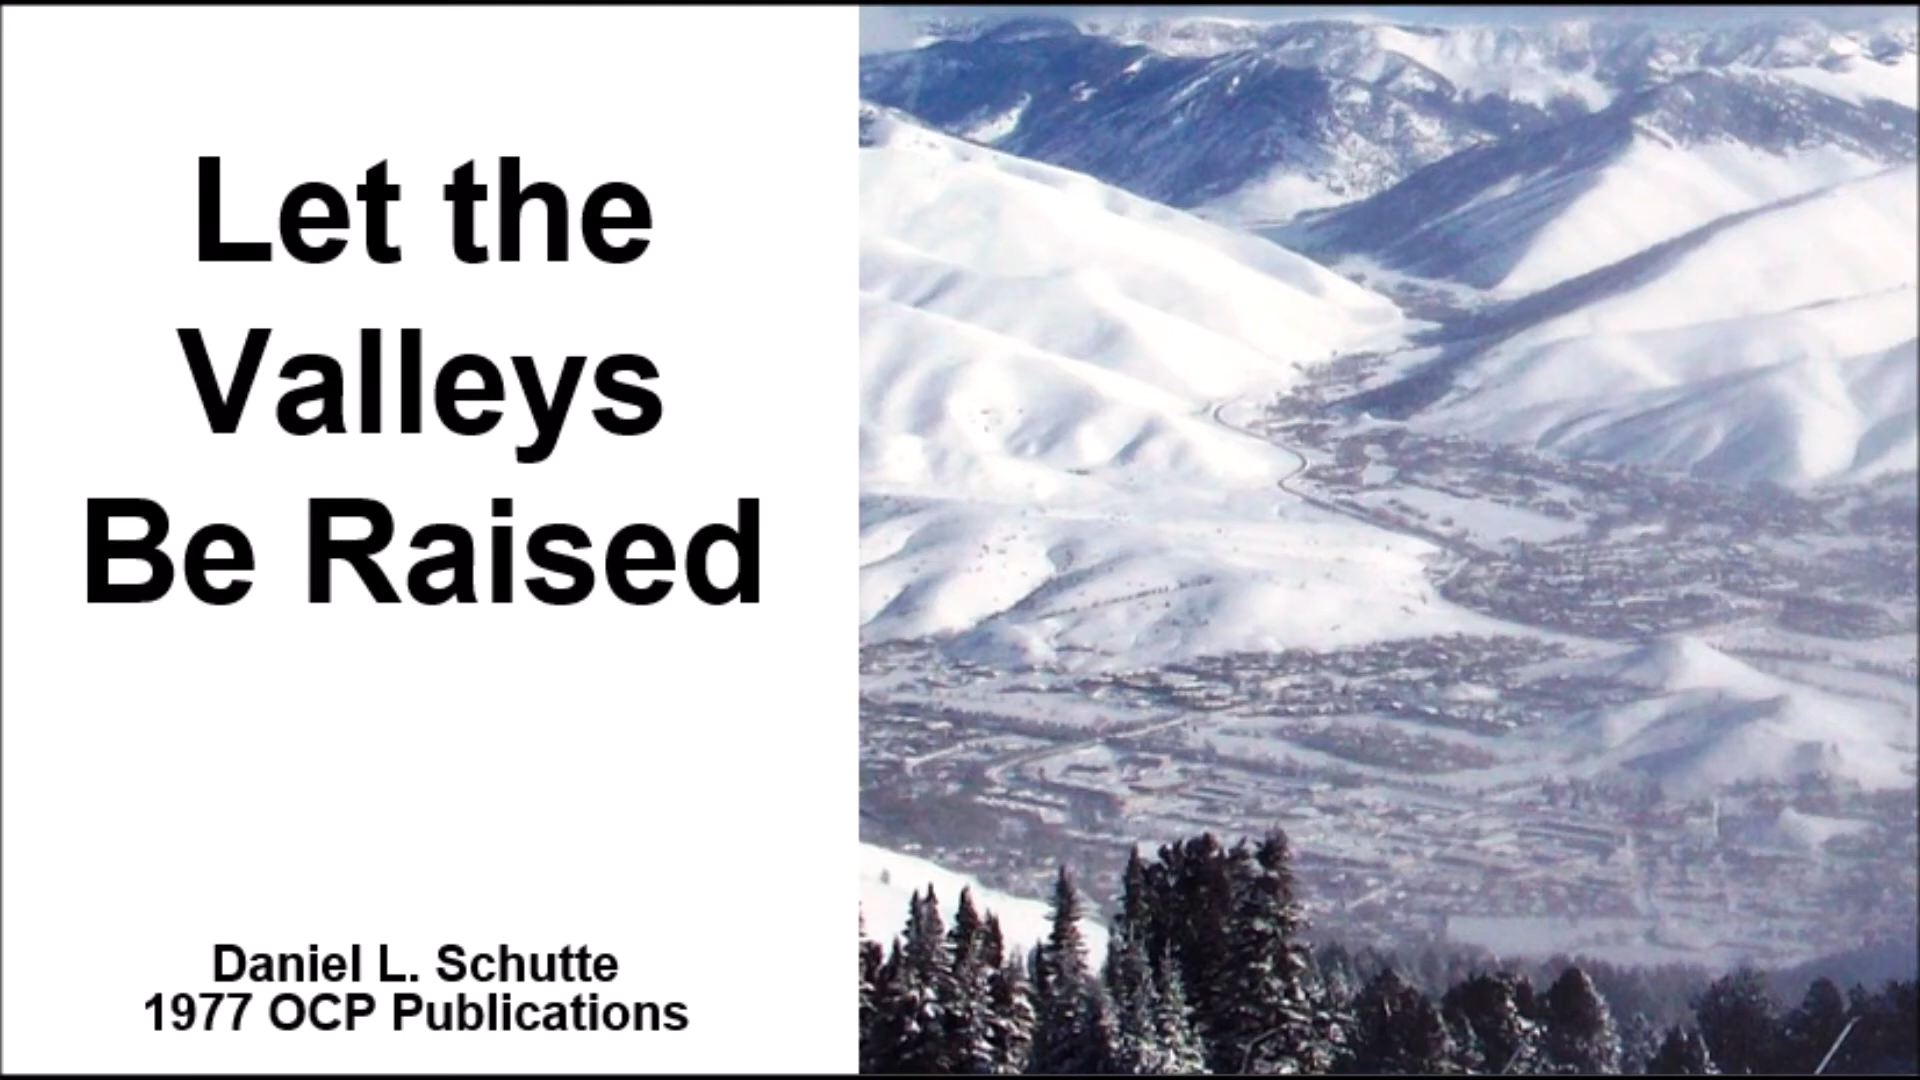 Let the
Valleys
Be Raised
Daniel L. Schutte
1977 OCP Publications